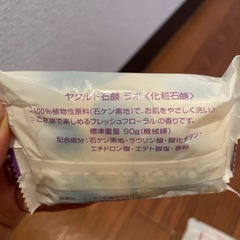 ヤクルト石鹸 ラボ〈化粧石鹸〉
100%植物性原料(石ケン素地)で、お肌をやさしく洗い
ご家族で楽しめるフレッシュフローラルの香りです。
標準重量 90g(機械練)
配合成分:石ケン素地・ラウリン酸・酸化チタン・
エチドロン酸・エデト酸塩・香料